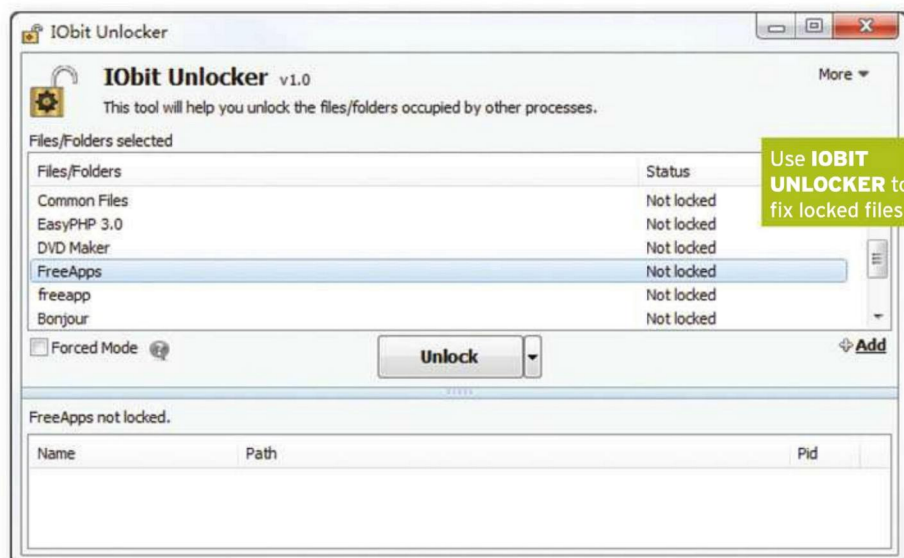 IObit Unlocker
IObit Unlocker v1.0
More
This tool will help you unlock the files/folders occupied by other processes.
Files/Folders selected
Files/Folders Status
Common Files Not locked
EasyPHP 3.0 Not locked
DVD Maker Not locked
FreeApps Not locked
freeapp Not locked
Bonjour Not locked
Use IOBIT
UNLOCKER to
fix locked files
Forced Mode
Unlock
Add
FreeApps not locked.
Name Path Pid